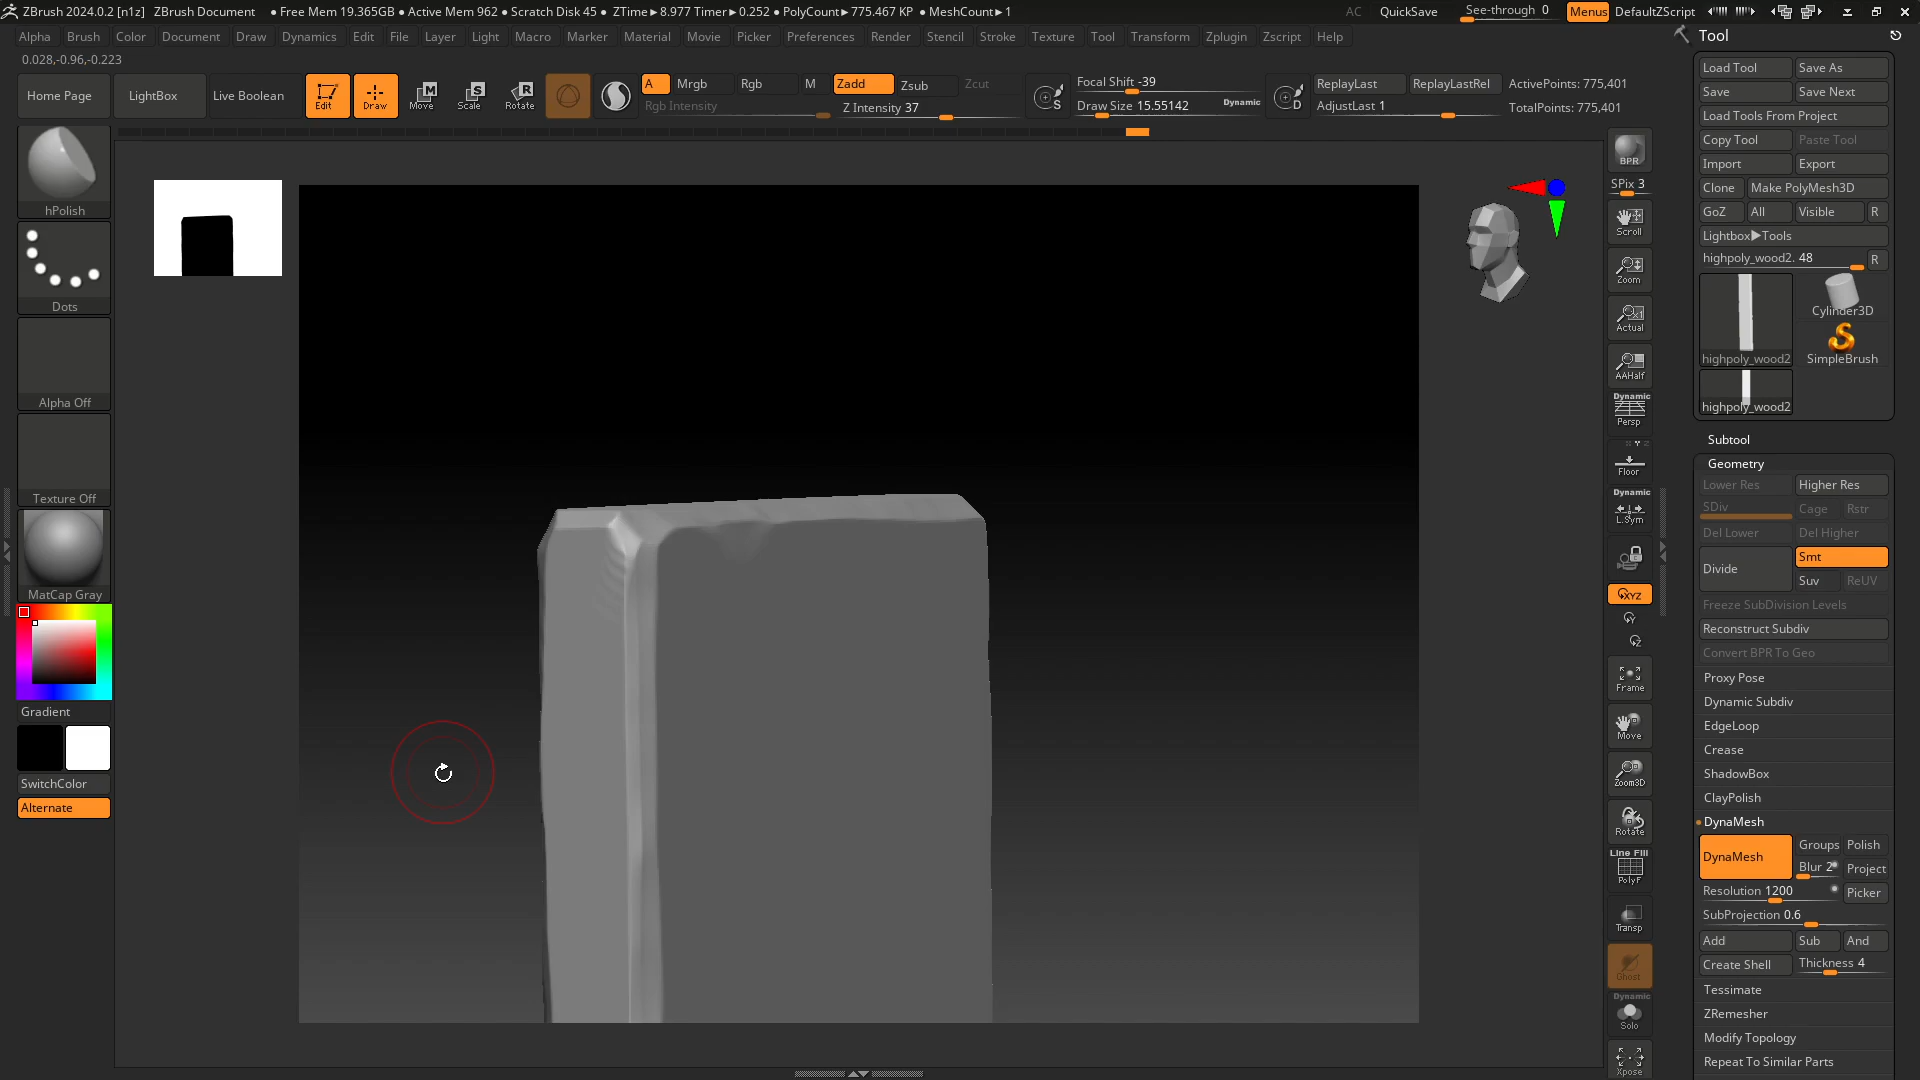 ZBrush 2024.0.2 [n1z] ZBrush Document ● Free Mem 19.365GB ● Active Mem 962 ● Scratch Disk 45 ● ZTime►8.977 Timer►0.252 ● PolyCount►775.467 KP ● MeshCount►1 AC QuickSave See-through 0 Menus DefaultZScript
Alpha Brush Color Document Draw Dynamics Edit File Layer Light Macro Marker Material Movie Picker Preferences Render Stencil Stroke Texture Tool Transform Zplugin Zscript Help
0.028,-0.96,-0.223
Home Page LightBox Live Boolean Edit Draw Move Scale Rotate
A Mrgb Rgb M Zadd Zsub Zcut
Rgb Intensity Z Intensity 37
Focal Shift -39
Draw Size 15.55142 Dynamic
ReplayLast ReplayLastRel ActivePoints: 775,401
AdjustLast 1 TotalPoints: 775,401
hPolish
Dots
Alpha Off
Texture Off
MatCap Gray
Gradient
SwitchColor
Alternate
BPR
SPix 3
Scroll
Zoom
Actual
AAHalf
Dynamic
Persp
Floor
Dynamic
L.Sym
XYZ
Y
Z
Frame
Move
Zoom3D
Rotate
Line Fill
PolyF
Transp
Ghost
Dynamic
Solo
Xpose
Tool
Load Tool Save As
Save Save Next
Load Tools From Project
Copy Tool Paste Tool
Import Export
Clone Make PolyMesh3D
GoZ All Visible R
Lightbox►Tools
highpoly_wood2. 48 R
Cylinder3D
highpoly_wood2 SimpleBrush
highpoly_wood2
Subtool
Geometry
Lower Res Higher Res
SDiv Cage Rstr
Del Lower Del Higher
Divide Smt
Suv ReUV
Freeze SubDivision Levels
Reconstruct Subdiv
Convert BPR To Geo
Proxy Pose
Dynamic Subdiv
EdgeLoop
Crease
ShadowBox
ClayPolish
DynaMesh
DynaMesh Groups Polish
Blur 2 Project
Resolution 1200 Picker
SubProjection 0.6
Add Sub And
Create Shell Thickness 4
Tessimate
ZRemesher
Modify Topology
Repeat To Similar Parts